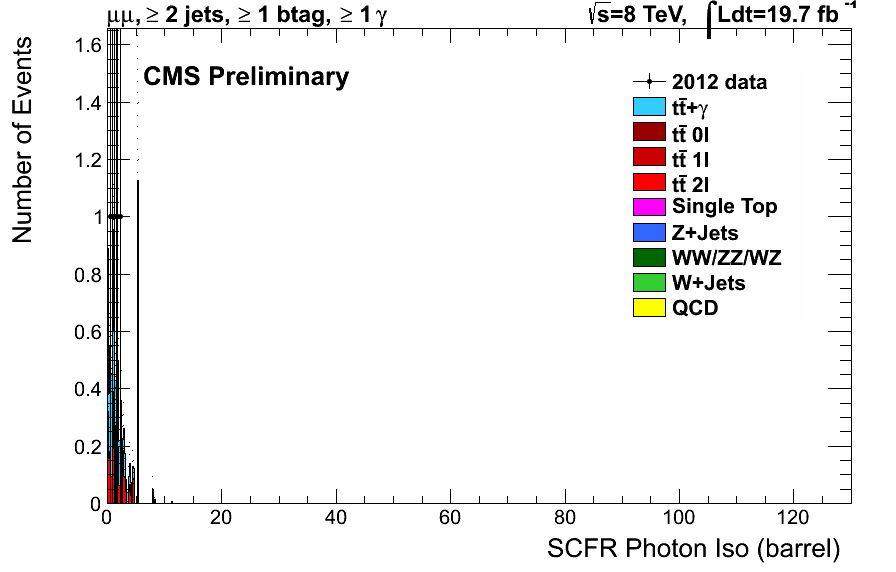 μμ, ≥ 2 jets, ≥ 1 btag, ≥ 1 γ
√s=8 TeV, ∫Ldt=19.7 fb⁻¹
CMS Preliminary
2012 data
tt̄+γ
tt̄ 0l
tt̄ 1l
tt̄ 2l
Single Top
Z+Jets
WW/ZZ/WZ
W+Jets
QCD
Number of Events
1.6
1.4
1.2
1
0.8
0.6
0.4
0.2
0
0 20 40 60 80 100 120
SCFR Photon Iso (barrel)